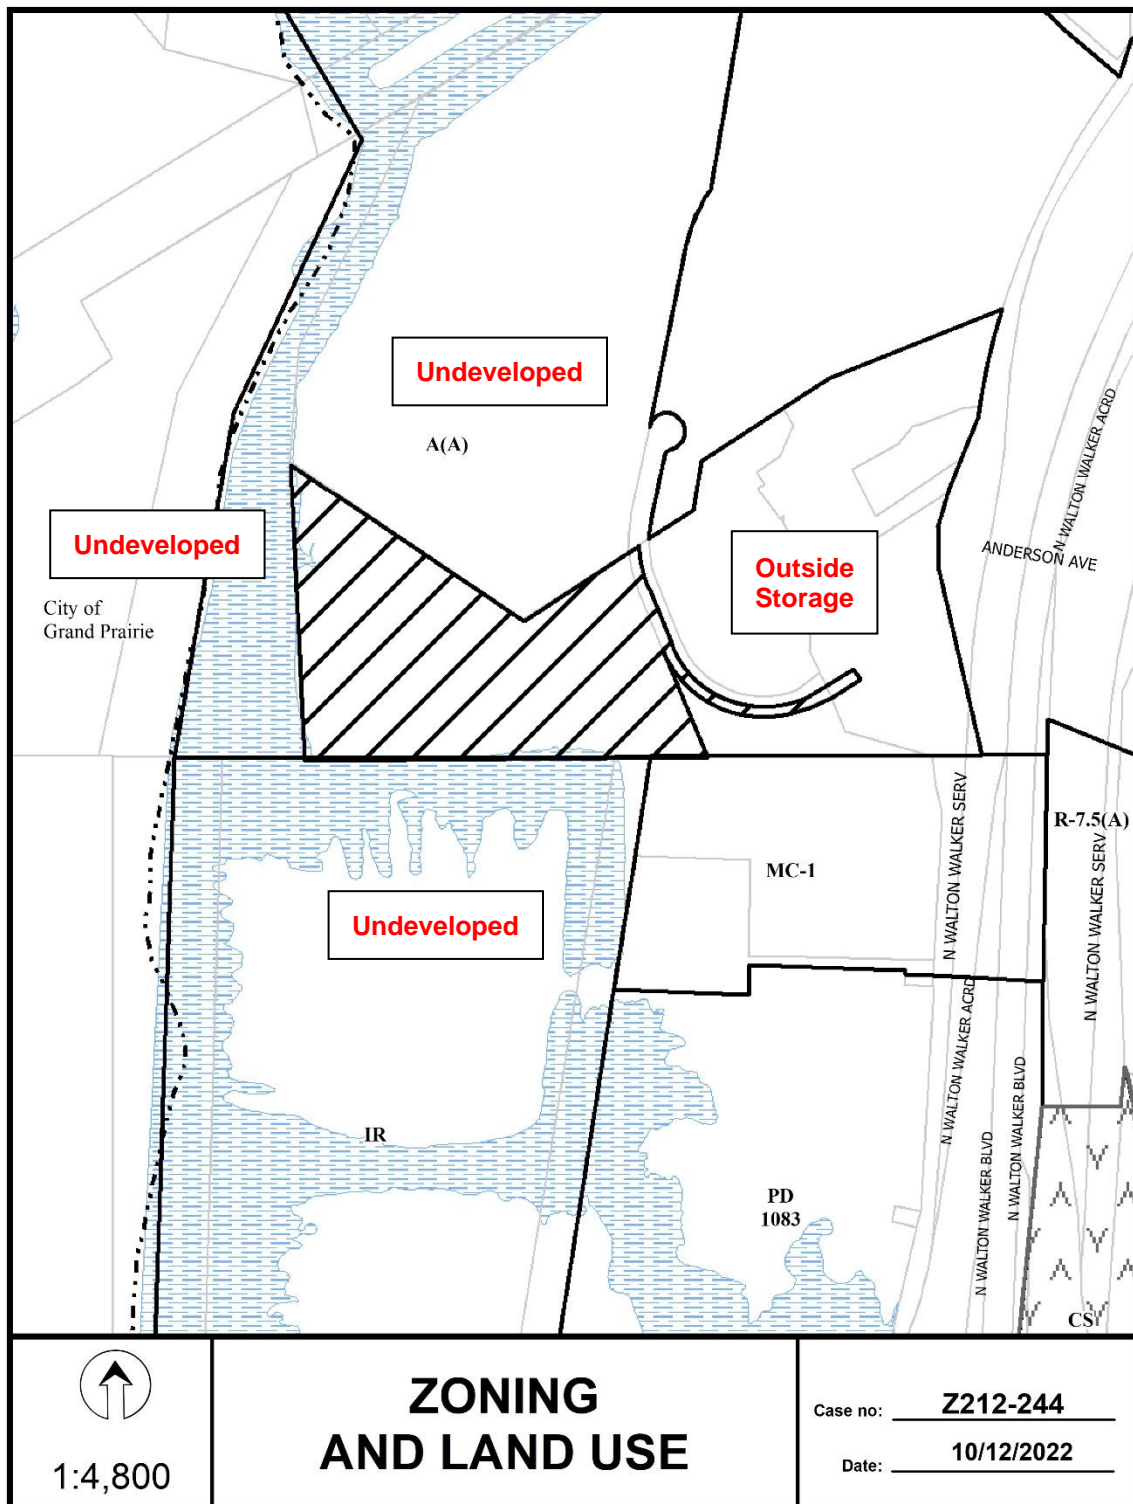 Undeveloped
A(A)
N WALTON WALKER ACRD
Undeveloped
ANDERSON AVE
Outside
Storage
City of
Grand Prairie
N WALTON WALKER SERV
R-7.5(A)
MC-1
N WALTON WALKER SERV
Undeveloped
N WALTON WALKER ACRD
N WALTON WALKER BLVD
IR
N WALTON WALKER BLVD
PD
1083
CS
ZONING
AND LAND USE
1:4,800
Case no: Z212-244
Date: 10/12/2022